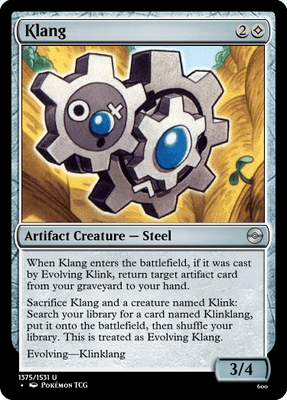 Klang 2
Artifact Creature — Steel
When Klang enters the battlefield, if it was cast
by Evolving Klink, return target artifact card
from your graveyard to your hand.
Sacrifice Klang and a creature named Klink:
Search your library for a card named Klinklang,
put it onto the battlefield, then shuffle your
library. This is treated as Evolving Klang.
Evolving—Klinklang
3/4
1375/1531 U
• Pokémon TCG
600